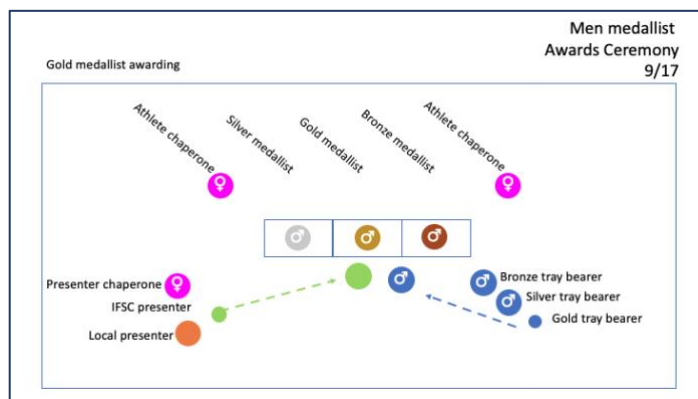 Men medallist
Awards Ceremony
9/17
Gold medallist awarding
Athlete chaperone
Silver medallist
Gold medallist
Bronze medallist
Athlete chaperone
Presenter chaperone
IFSC presenter
Local presenter
Bronze tray bearer
Silver tray bearer
Gold tray bearer